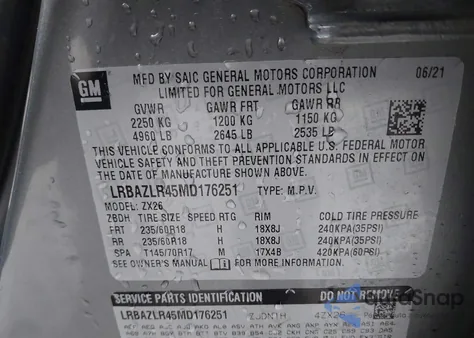 GM
MFD BY SAIC GENERAL MOTORS CORPORATION 06/21
LIMITED FOR GENERAL MOTORS LLC
GVWR GAWR FRT GAWR RR
2250 KG 1200 KG 1150 KG
4960 LB 2645 LB 2535 LB
THIS VEHICLE CONFORMS TO ALL APPLICABLE U.S. FEDERAL MOTOR
VEHICLE SAFETY AND THEFT PREVENTION STANDARDS IN EFFECT ON
THE DATE OF MANUFACTURE SHOWN ABOVE.
LRBAZLR45MD176251 TYPE: M.P.V.
MODEL: ZX26
ZBDH TIRE SIZE SPEED RTG RIM COLD TIRE PRESSURE
FRT 235/60R18 H 18X8J 240KPA(35PSI)
RR 235/60R18 H 18X8J 240KPA(35PSI)
SPA T145/70R17 M 17X4B 420KPA(60PSI)
SEE OWNER'S MANUAL FOR MORE INFORMATION
SERVICE PARTS IDENTIFICATION DO NOT REMOVE
LRBAZLR45MD176251 4ZX26